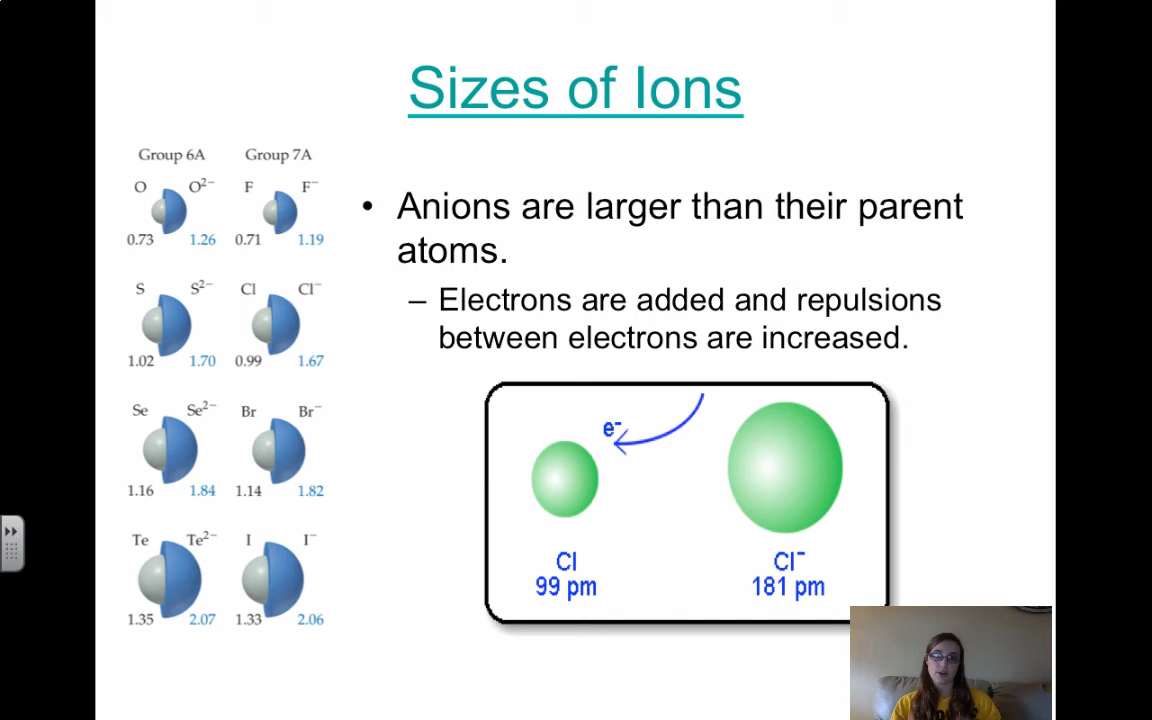 Sizes of Ions
Group 6A Group 7A
O O²⁻ F F⁻
0.73 1.26 0.71 1.19
S S²⁻ Cl Cl⁻
1.02 1.70 0.99 1.67
Se Se²⁻ Br Br⁻
1.16 1.84 1.14 1.82
Te Te²⁻ I I⁻
1.35 2.07 1.33 2.06
• Anions are larger than their parent
atoms.
– Electrons are added and repulsions
between electrons are increased.
e⁻
Cl Cl⁻
99 pm 181 pm